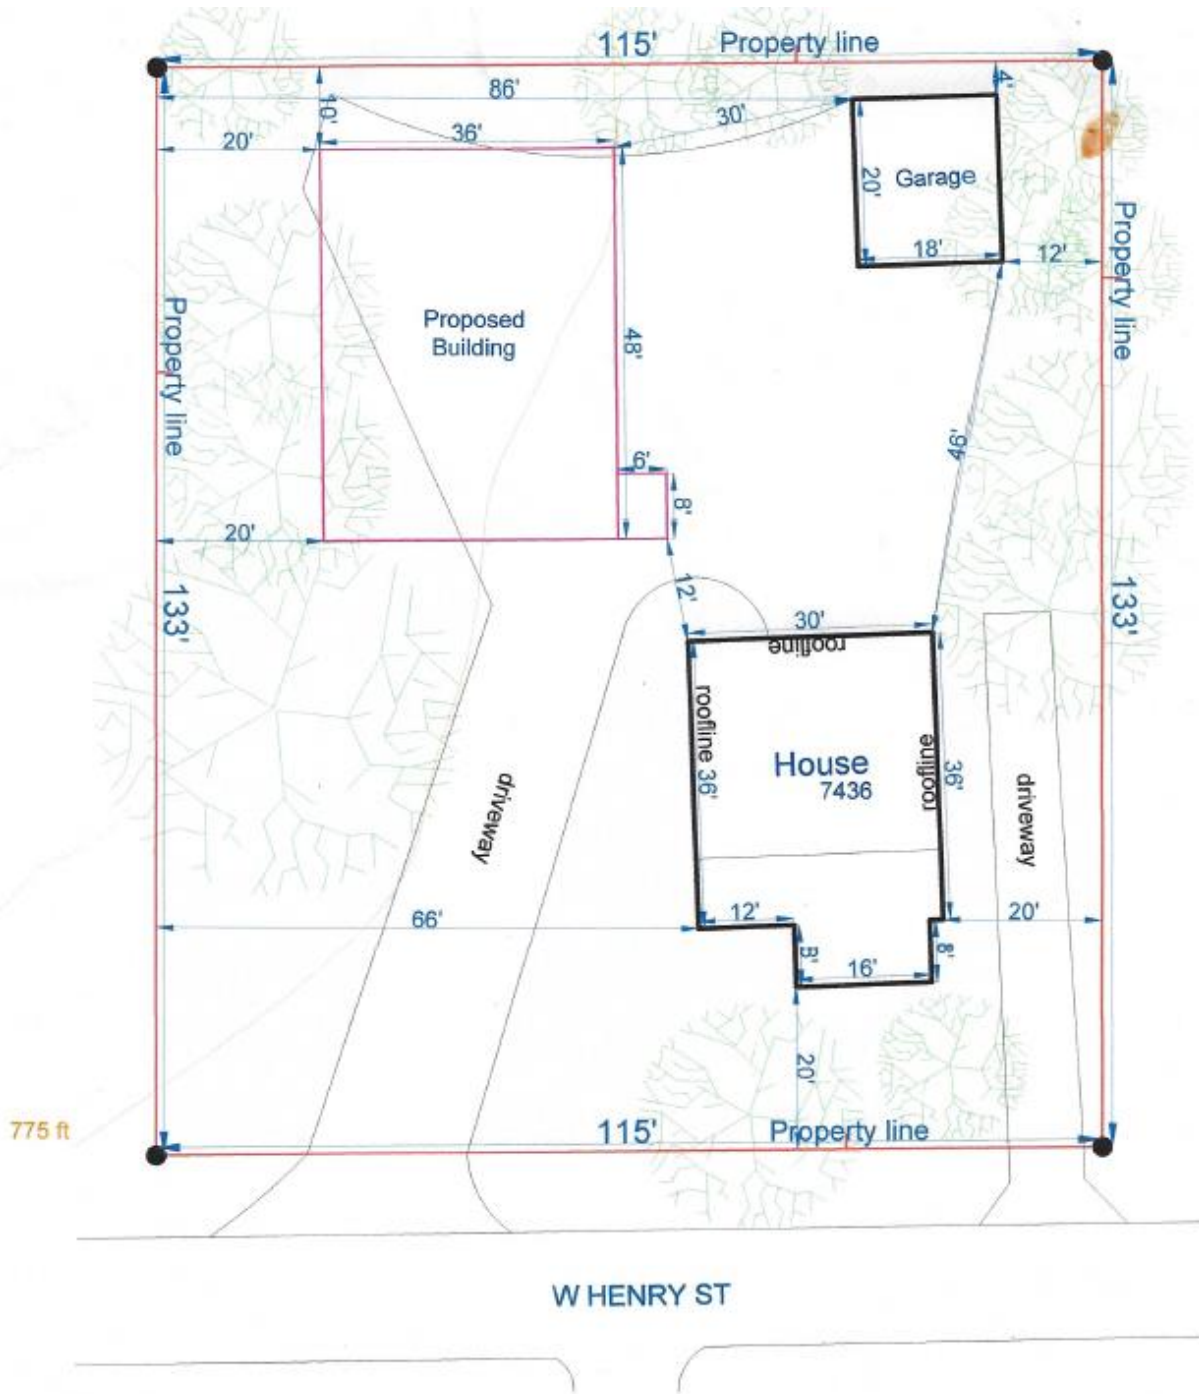 115' Property line
86'
4'
10'
30'
36'
20'
20'
Garage
18'
12'
Property line
Property line
Proposed
Building
48'
46'
6'
8'
20'
12'
133'
133'
30'
roofline
roofline 36'
House
7436
roofline
36'
driveway
driveway
66'
12'
20'
8'
16'
8'
20'
775 ft
115' Property line
W HENRY ST